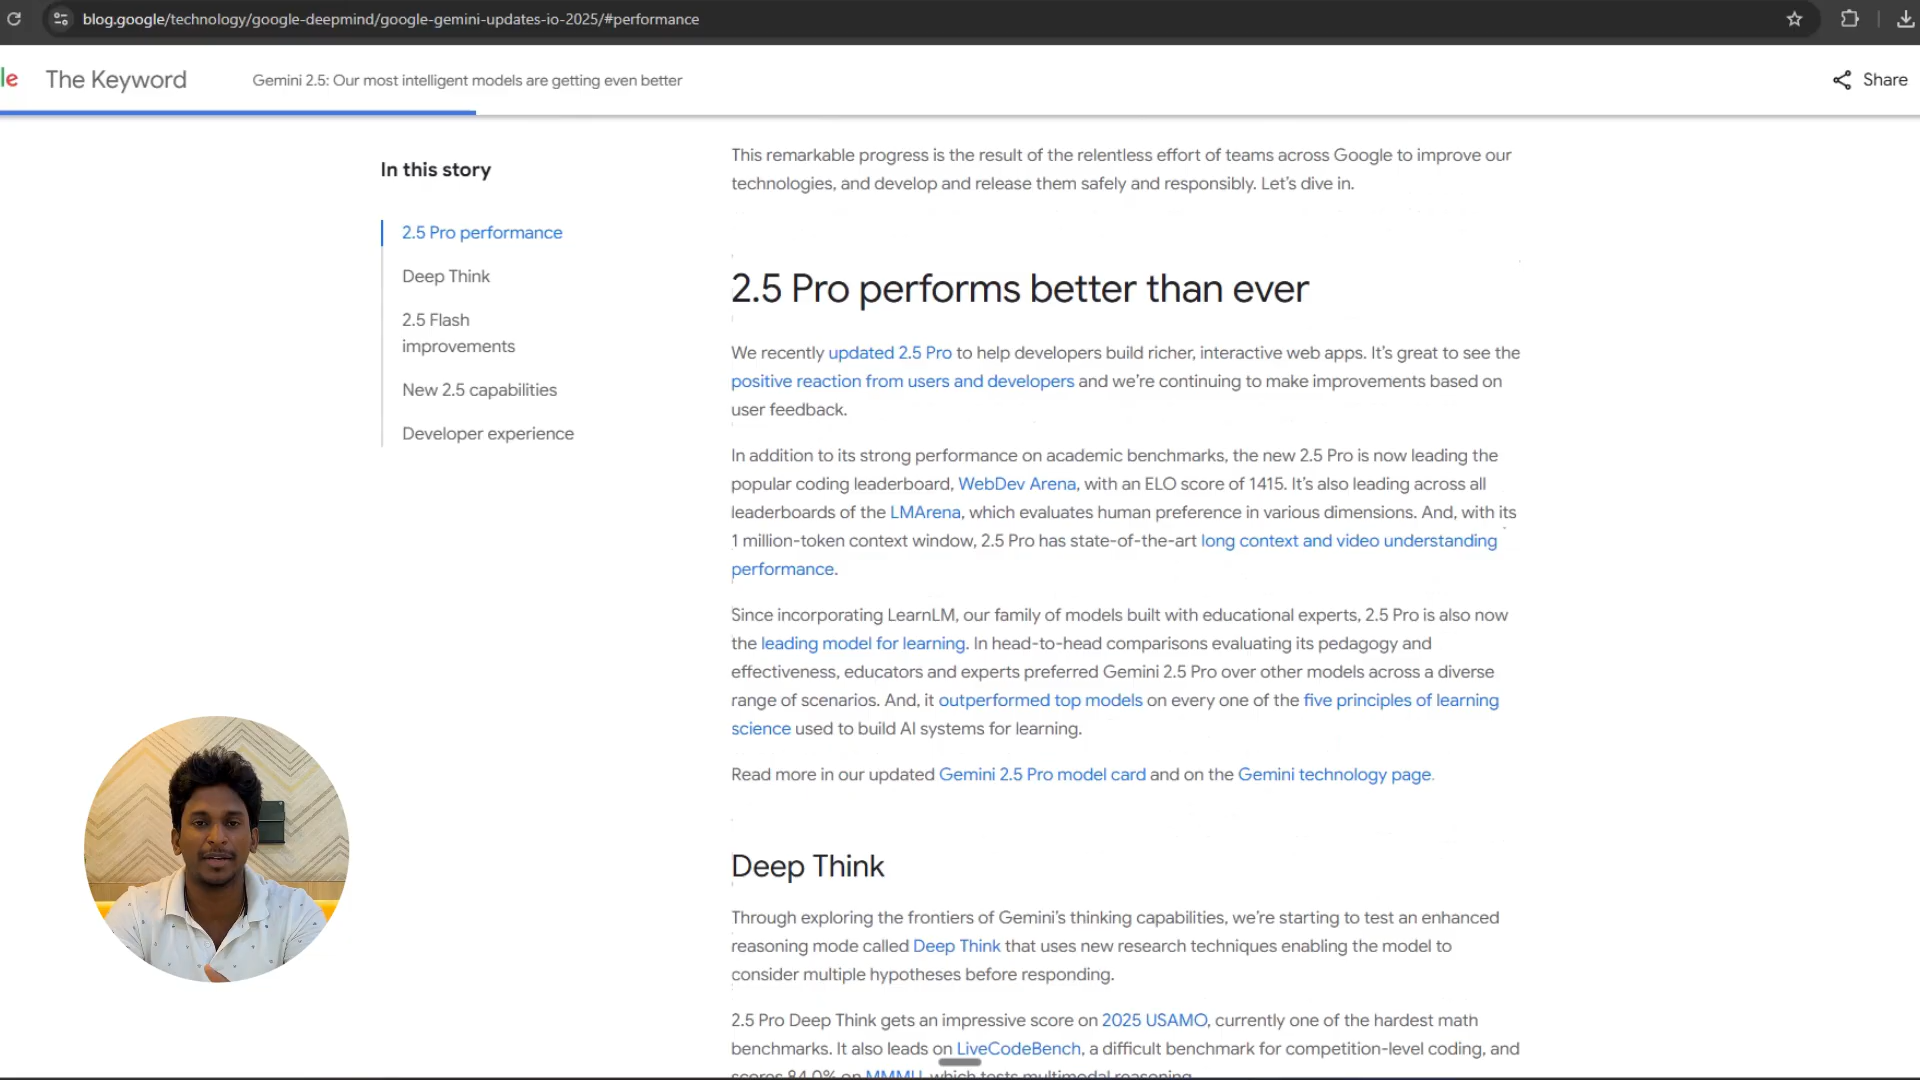 blog.google/technology/google-deepmind/google-gemini-updates-io-2025/#performance
le The Keyword
Gemini 2.5: Our most intelligent models are getting even better
Share
In this story
2.5 Pro performance
Deep Think
2.5 Flash
improvements
New 2.5 capabilities
Developer experience
This remarkable progress is the result of the relentless effort of teams across Google to improve our
technologies, and develop and release them safely and responsibly. Let’s dive in.
2.5 Pro performs better than ever
We recently updated 2.5 Pro to help developers build richer, interactive web apps. It’s great to see the
positive reaction from users and developers and we’re continuing to make improvements based on
user feedback.
In addition to its strong performance on academic benchmarks, the new 2.5 Pro is now leading the
popular coding leaderboard, WebDev Arena, with an ELO score of 1415. It’s also leading across all
leaderboards of the LMArena, which evaluates human preference in various dimensions. And, with its
1 million-token context window, 2.5 Pro has state-of-the-art long context and video understanding
performance.
Since incorporating LearnLM, our family of models built with educational experts, 2.5 Pro is also now
the leading model for learning. In head-to-head comparisons evaluating its pedagogy and
effectiveness, educators and experts preferred Gemini 2.5 Pro over other models across a diverse
range of scenarios. And, it outperformed top models on every one of the five principles of learning
science used to build AI systems for learning.
Read more in our updated Gemini 2.5 Pro model card and on the Gemini technology page.
Deep Think
Through exploring the frontiers of Gemini’s thinking capabilities, we’re starting to test an enhanced
reasoning mode called Deep Think that uses new research techniques enabling the model to
consider multiple hypotheses before responding.
2.5 Pro Deep Think gets an impressive score on 2025 USAMO, currently one of the hardest math
benchmarks. It also leads on LiveCodeBench, a difficult benchmark for competition-level coding, and
scores 84.0% on MMMU, which tests multimodal reasoning.